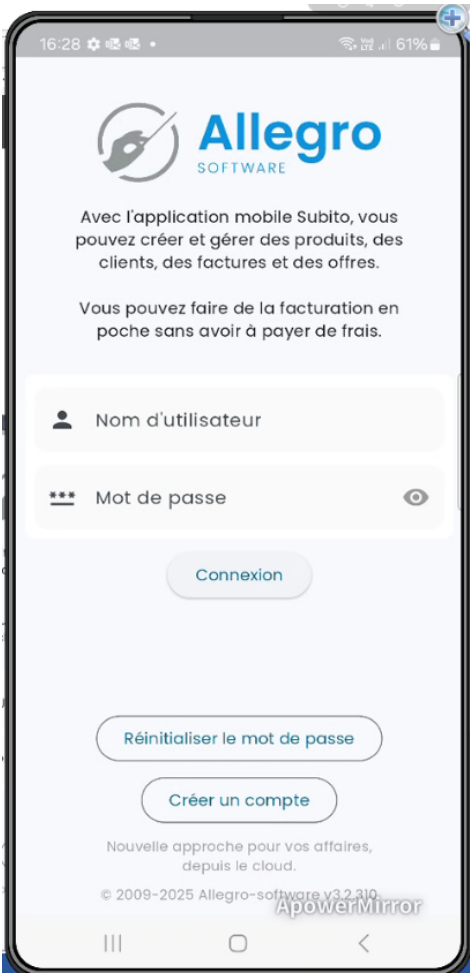 16:28
61%
Allegro
SOFTWARE
Avec l'application mobile Subito, vous
pouvez créer et gérer des produits, des
clients, des factures et des offres.
Vous pouvez faire de la facturation en
poche sans avoir à payer de frais.
Nom d'utilisateur
*** Mot de passe
Connexion
Réinitialiser le mot de passe
Créer un compte
Nouvelle approche pour vos affaires,
depuis le cloud.
© 2009-2025 Allegro-software v3.2.310
ApowerMirror